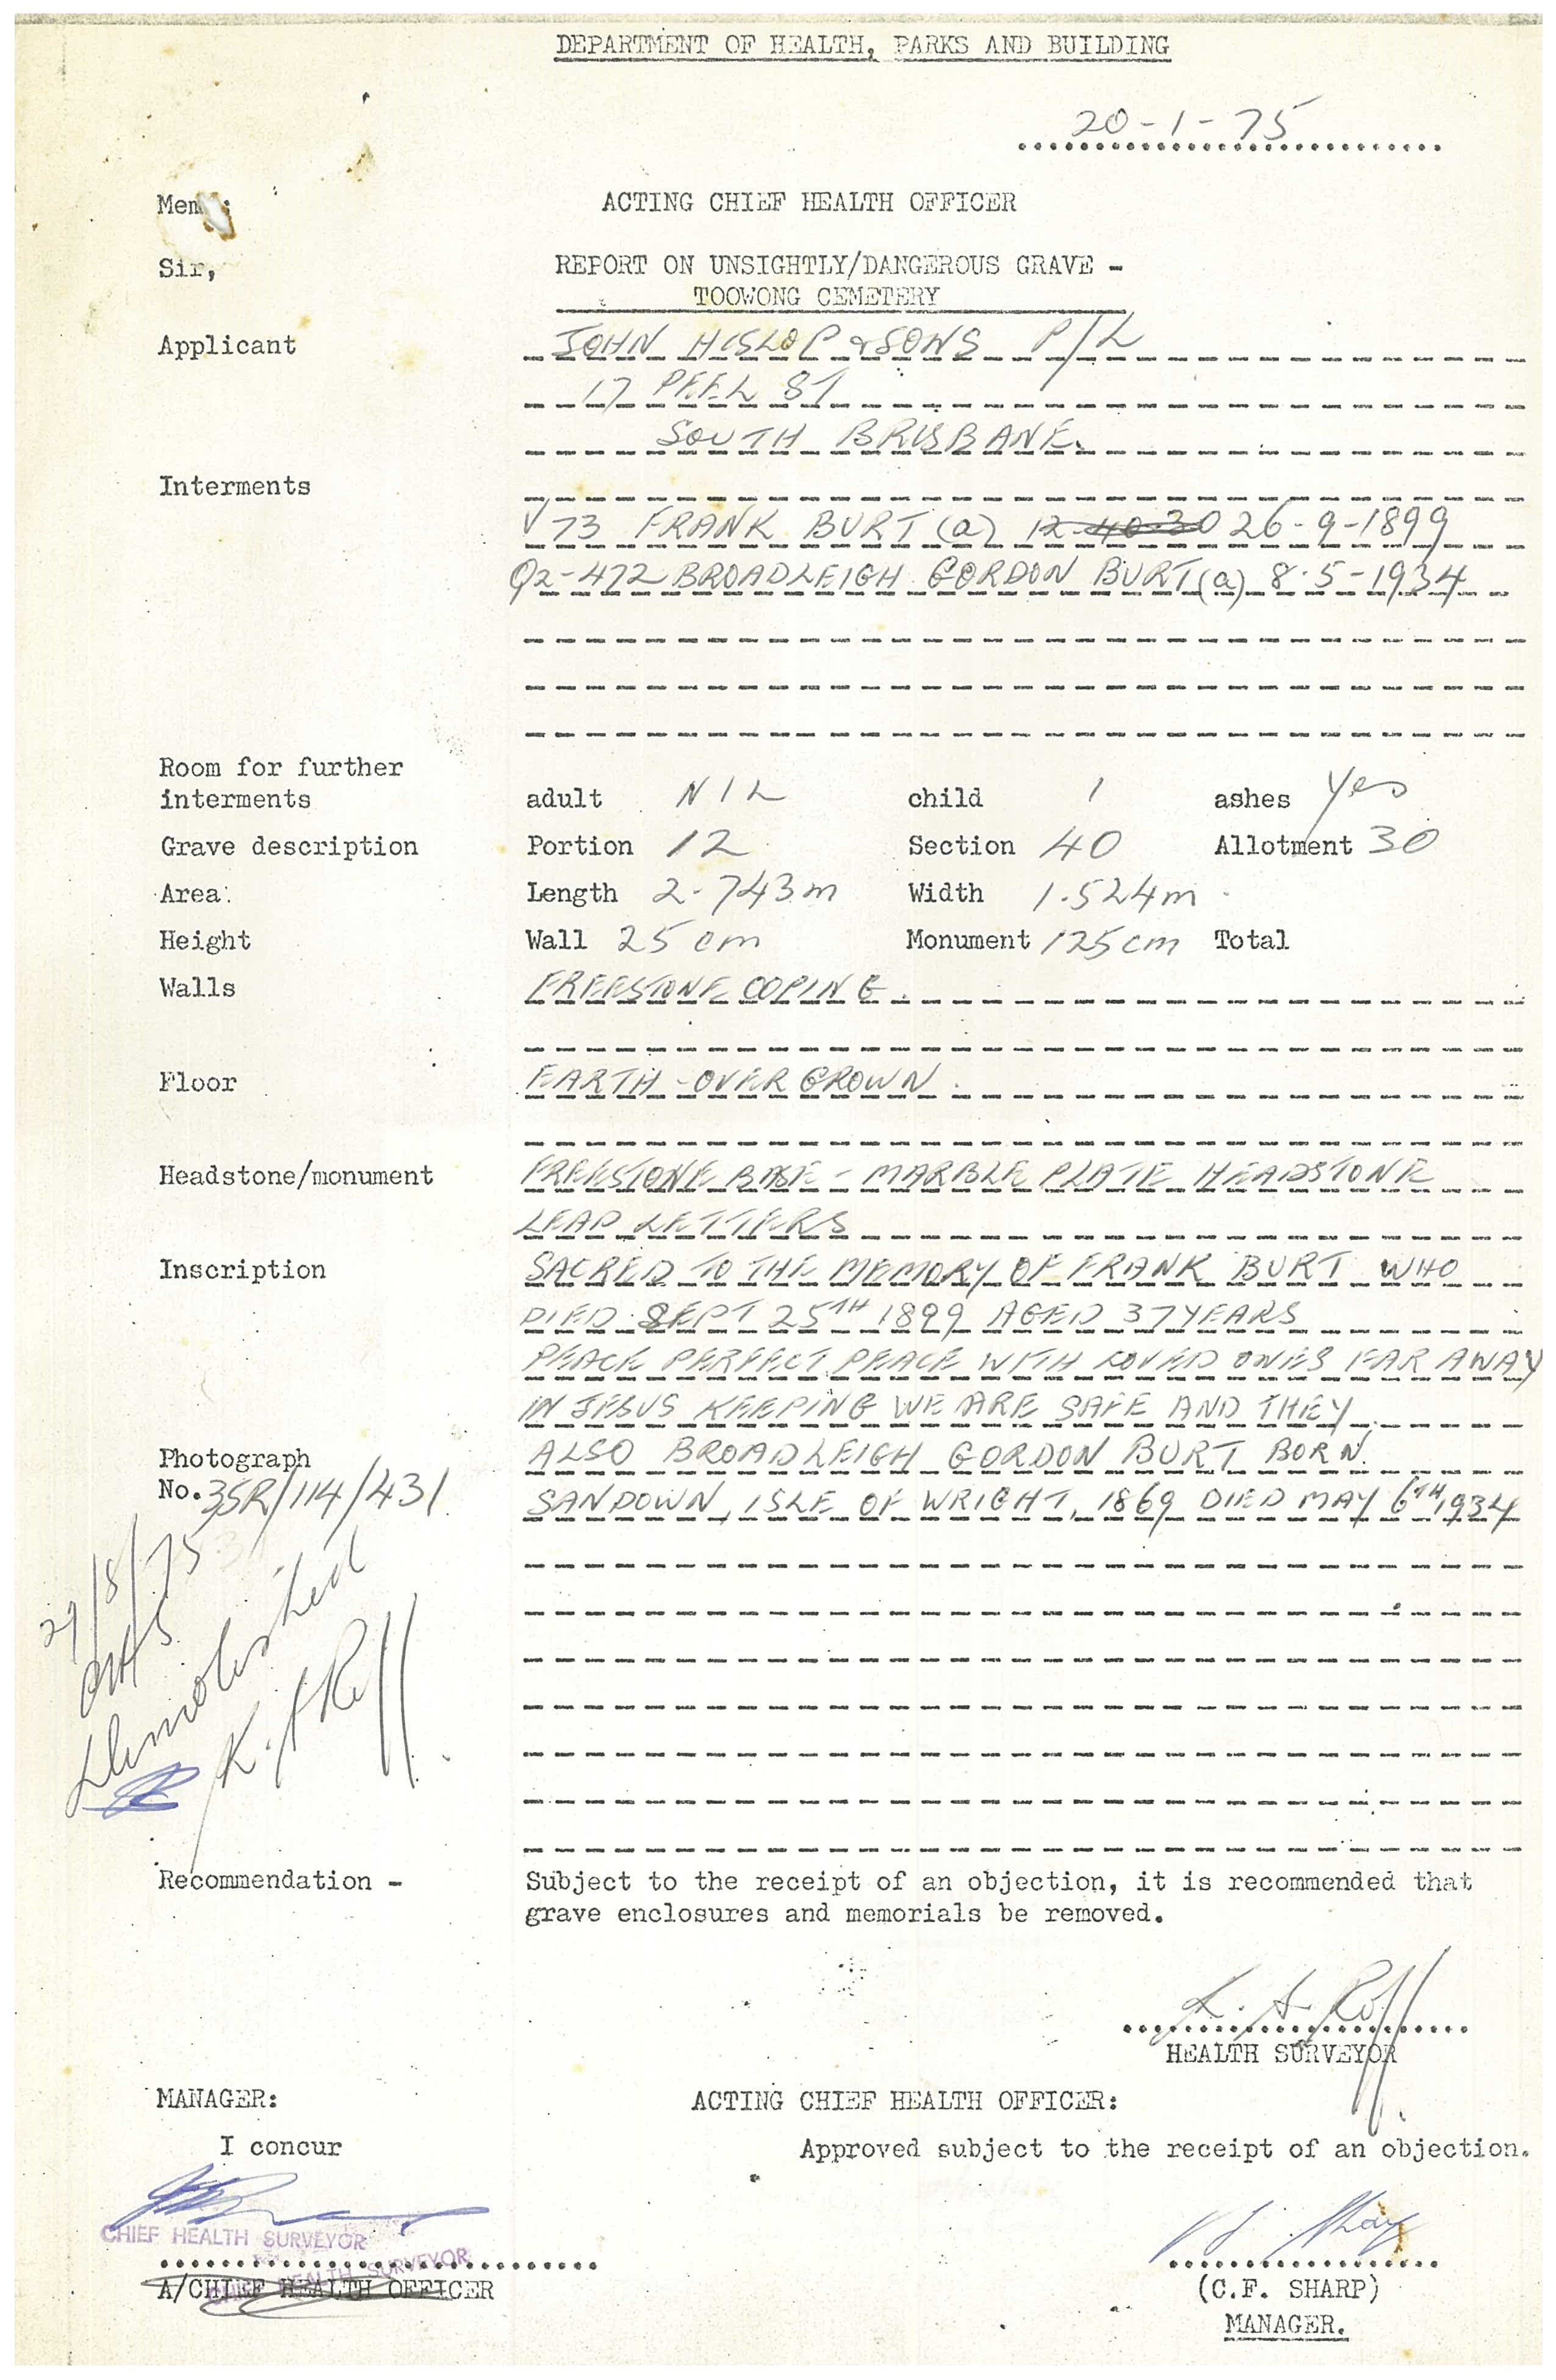 DEPARTMENT OF HEALTH, PARKS AND BUILDING
20-1-75
ACTING CHIEF HEALTH OFFICER
Sir,
REPORT ON UNSIGHTLY/DANGEROUS GRAVE -
TOOWONG CEMETERY
Applicant JOHN HISLOP & SONS P/L
17 PEEL ST
SOUTH BRISBANE.
Interments
V73 FRANK BURT (a) 12-40-30 26-9-1899
Q2-472 BROADLEIGH GORDON BURT (a) 8-5-1934
Room for further
interments adult NIL child 1 ashes Yes
Grave description Portion 12 Section 40 Allotment 30
Area: Length 2.743m Width 1.524m
Height Wall 25 cm Monument 125cm Total
Walls FREESTONE COPING.
Floor EARTH - OVERGROWN.
Headstone/monument FREESTONE BASE - MARBLE PLATE HEADSTONE
LEAD LETTERS
Inscription SACRED TO THE MEMORY OF FRANK BURT WHO
DIED SEPT 25TH 1899 AGED 37 YEARS
PEACE PERFECT PEACE WITH LOVED ONES FAR AWAY
IN JESUS KEEPING WE ARE SAFE AND THEY
Photograph ALSO BROADLEIGH GORDON BURT BORN.
No. 35R/114/431 SANDOWN, ISLE OF WRIGHT, 1869 DIED MAY 6TH 1934
29/8/75
Demolished
K. A Roff
Recommendation - Subject to the receipt of an objection, it is recommended that
grave enclosures and memorials be removed.
K. A. Roff
HEALTH SURVEYOR
MANAGER: ACTING CHIEF HEALTH OFFICER:
I concur Approved subject to the receipt of an objection.
CHIEF HEALTH SURVEYOR
A/CHIEF HEALTH OFFICER (C.F. SHARP)
MANAGER.